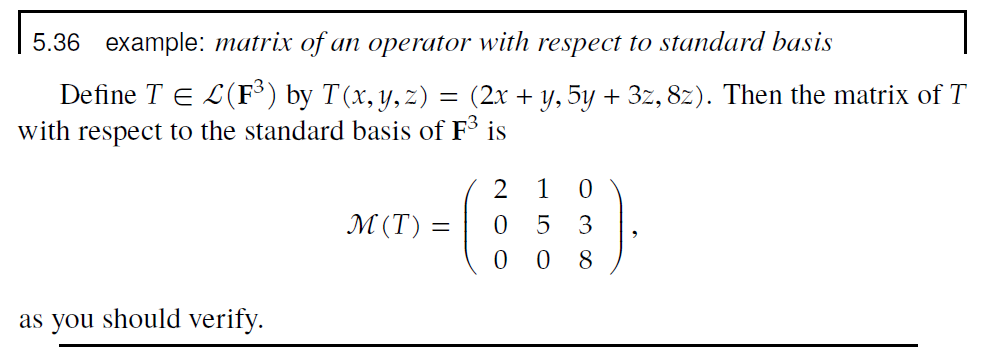 5.36 example: matrix of an operator with respect to standard basis
Define T ∈ ℒ(F³) by T(x, y, z) = (2x + y, 5y + 3z, 8z). Then the matrix of T
with respect to the standard basis of F³ is
2 1 0
ℳ(T) = ( 0 5 3 ),
0 0 8
as you should verify.